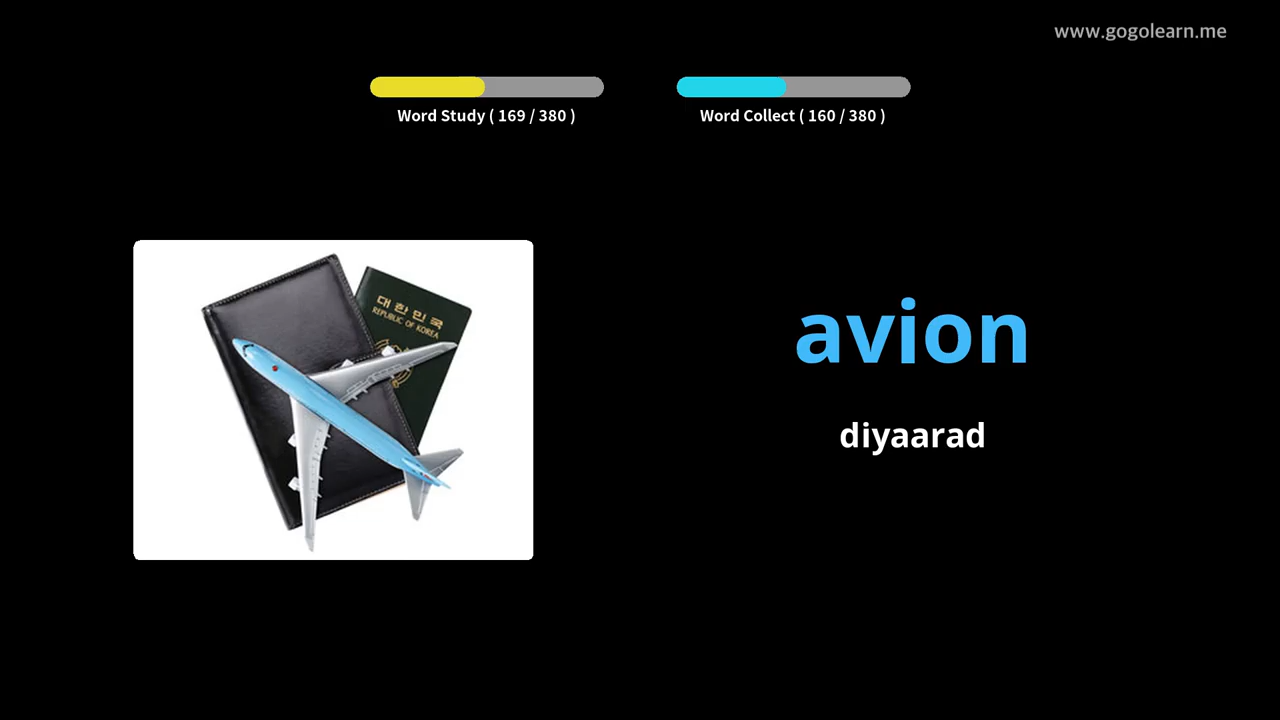 www.gogolearn.me
Word Study ( 169 / 380 )
Word Collect ( 160 / 380 )
대한민국
REPUBLIC OF KOREA
avion
diyaarad